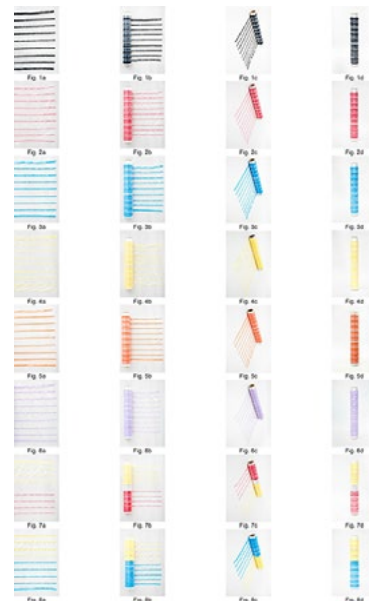 Fig. 1a Fig. 1b Fig. 1c Fig. 1d
Fig. 2a Fig. 2b Fig. 2c Fig. 2d
Fig. 3a Fig. 3b Fig. 3c Fig. 3d
Fig. 4a Fig. 4b Fig. 4c Fig. 4d
Fig. 5a Fig. 5b Fig. 5c Fig. 5d
Fig. 6a Fig. 6b Fig. 6c Fig. 6d
Fig. 7a Fig. 7b Fig. 7c Fig. 7d